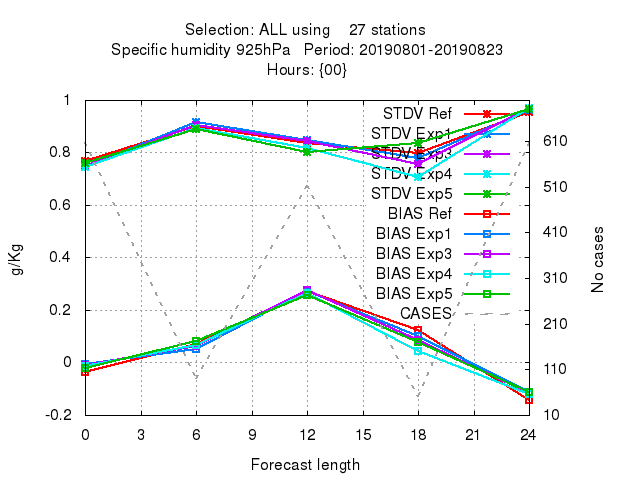 Selection: ALL using    27 stations
Specific humidity 925hPa   Period: 20190801-20190823
Hours: {00}
STDV Ref
STDV Exp1
STDV Exp3
STDV Exp4
STDV Exp5
BIAS Ref
BIAS Exp1
BIAS Exp3
BIAS Exp4
BIAS Exp5
CASES
1
0.8
0.6
0.4
0.2
0
-0.2
g/Kg
610
510
410
310
210
110
10
No cases
0 3 6 9 12 15 18 21 24
Forecast length